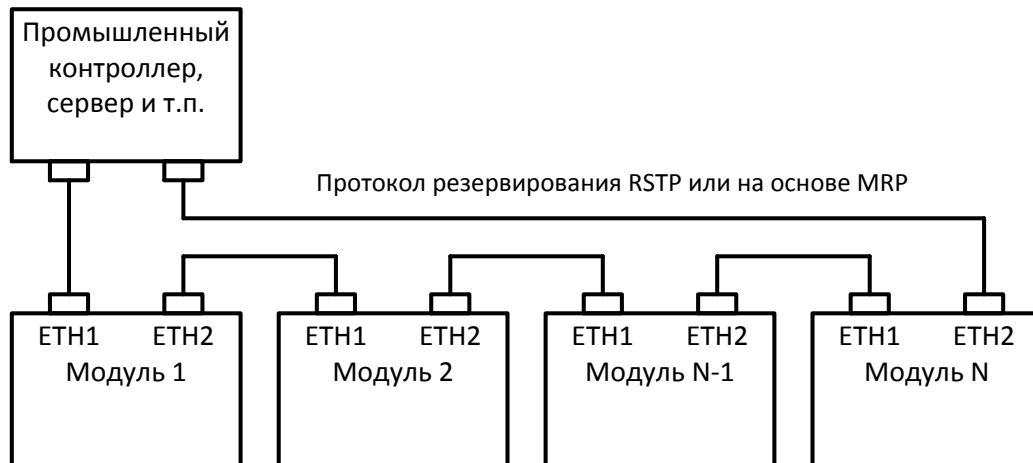 Промышленный
контроллер,
сервер и т.п.
Протокол резервирования RSTP или на основе MRP
ETH1 ETH2
Модуль 1
ETH1 ETH2
Модуль 2
ETH1 ETH2
Модуль N-1
ETH1 ETH2
Модуль N